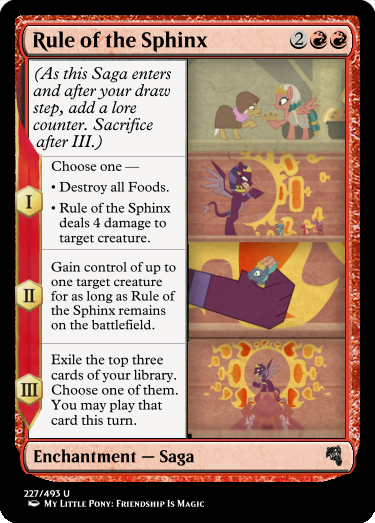 Rule of the Sphinx 2
(As this Saga enters
and after your draw
step, add a lore
counter. Sacrifice
after III.)
I
Choose one —
• Destroy all Foods.
• Rule of the Sphinx
deals 4 damage to
target creature.
II
Gain control of up to
one target creature
for as long as Rule of
the Sphinx remains
on the battlefield.
III
Exile the top three
cards of your library.
Choose one of them.
You may play that
card this turn.
Enchantment — Saga
227/493 U
My Little Pony: Friendship Is Magic